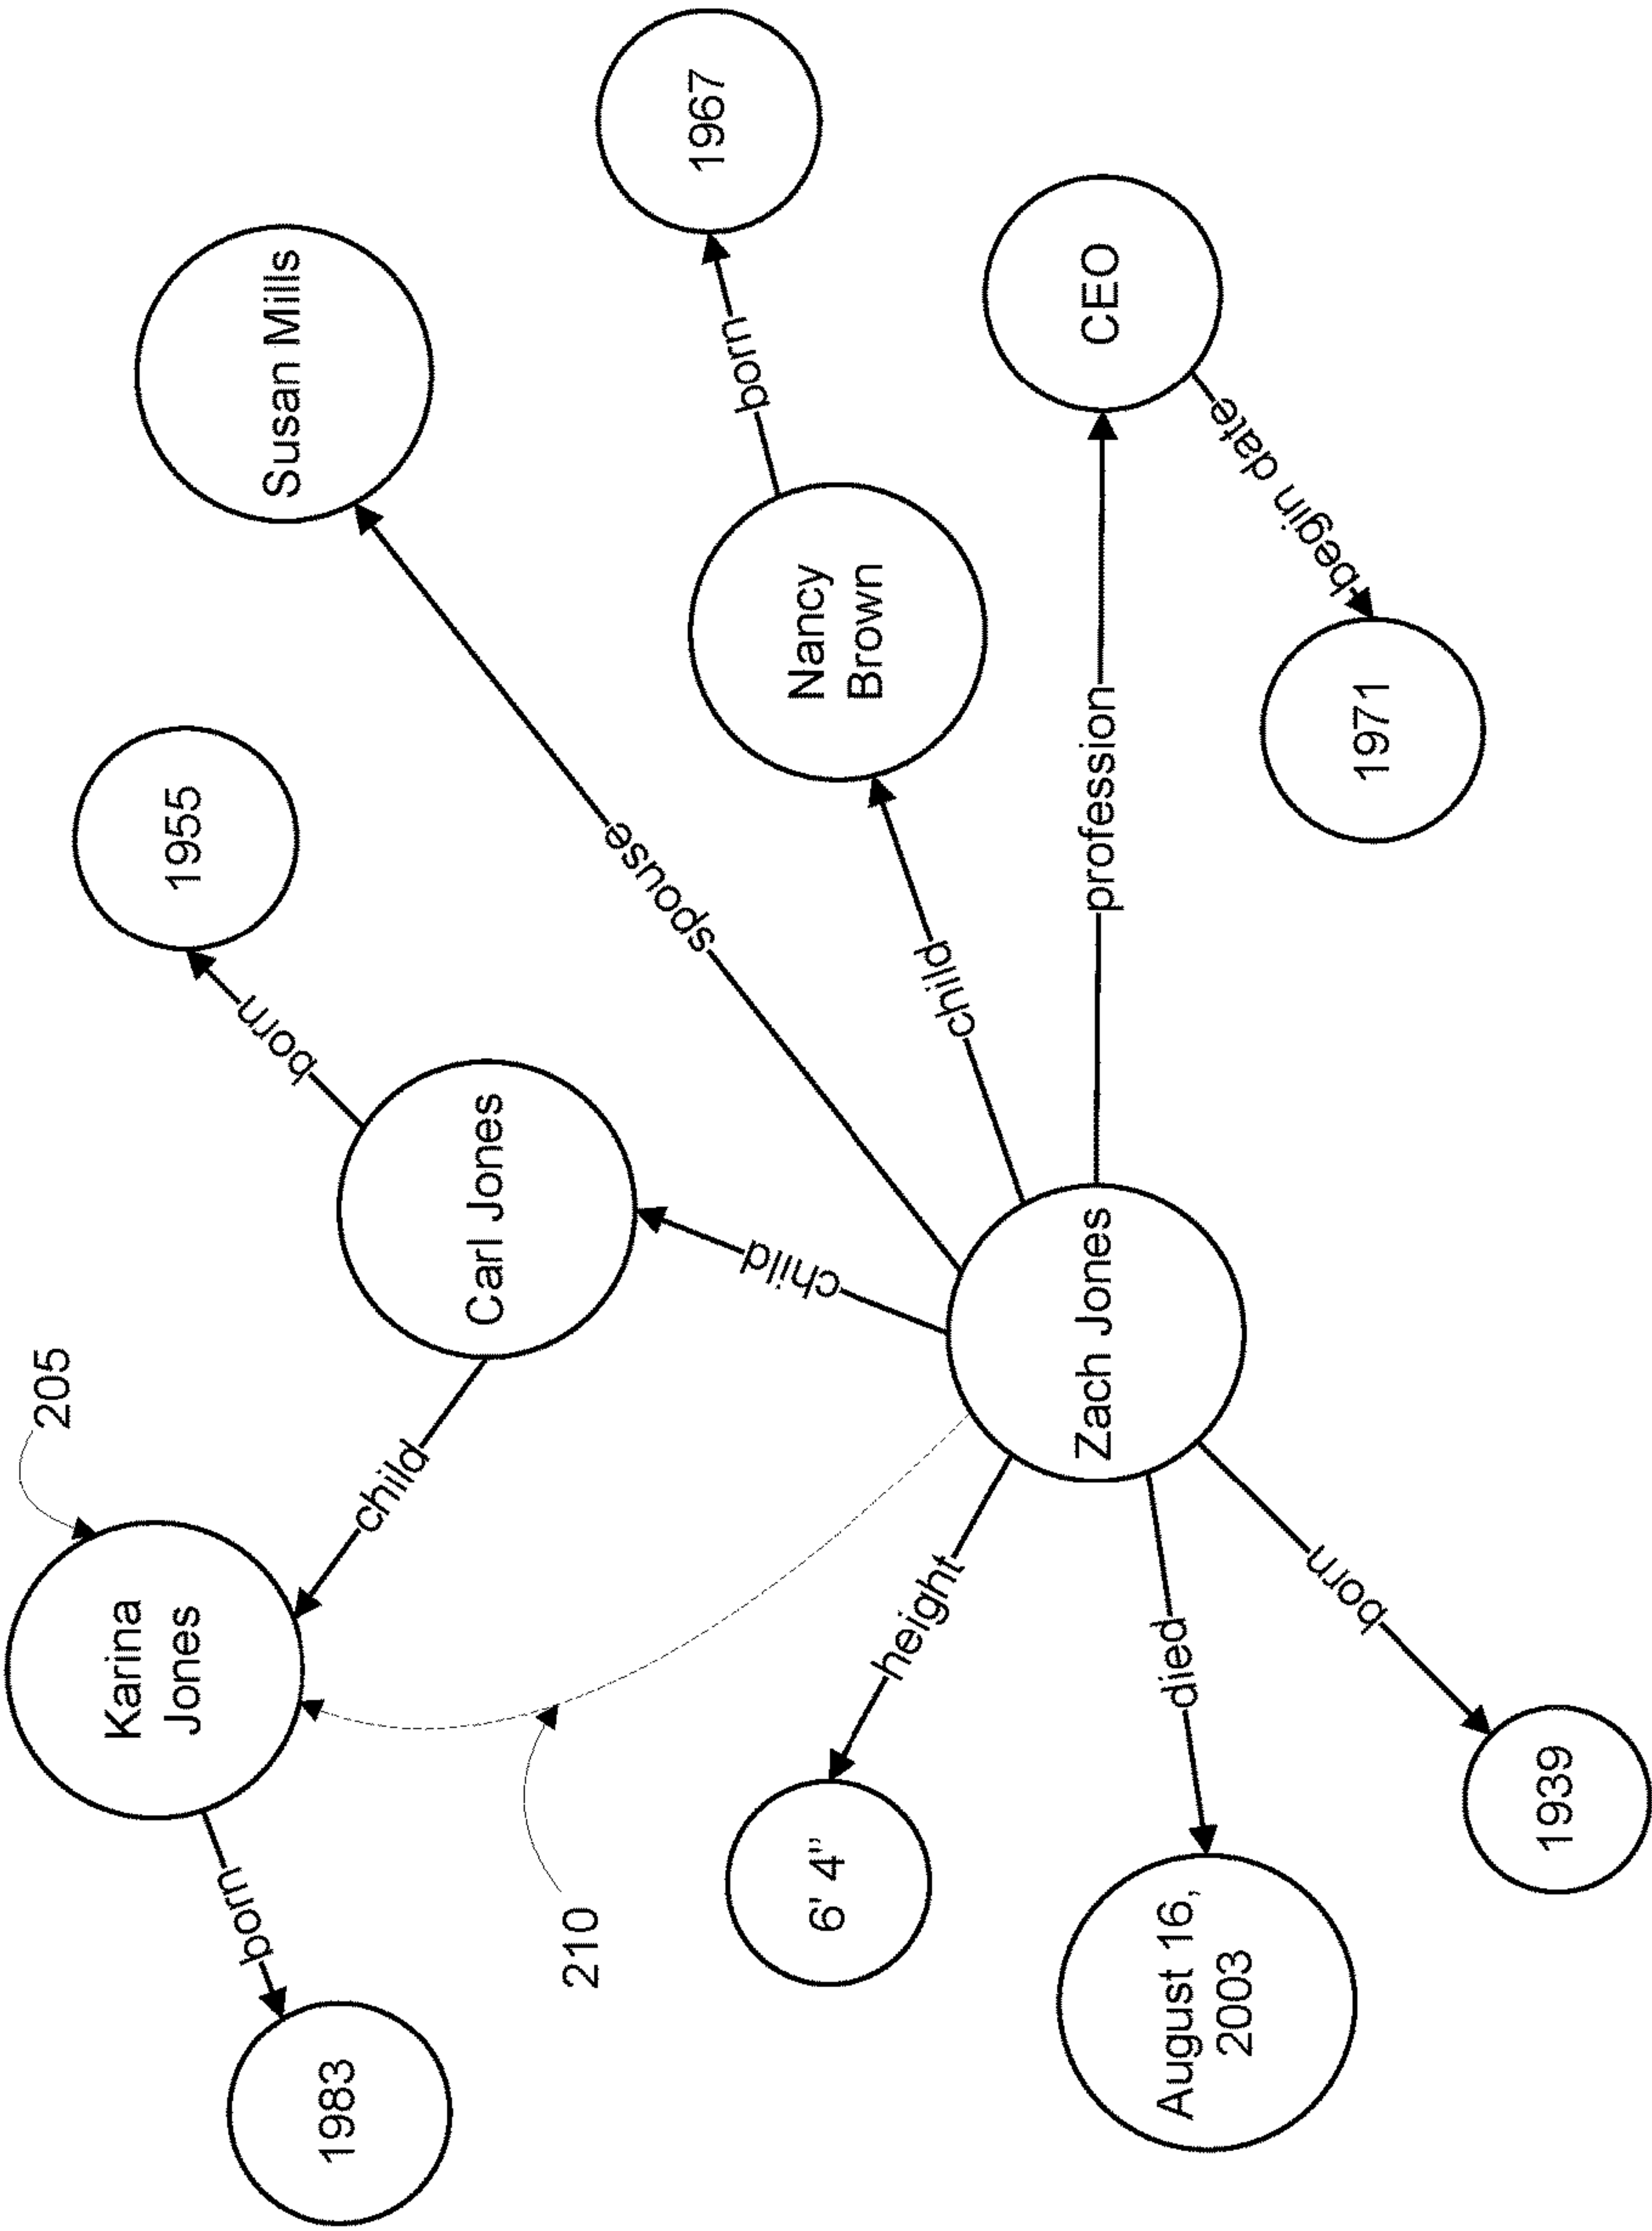 205
Karina
Jones
1955
Susan Mills
born
born
1983
child
Carl Jones
210
spouse
1967
born
child
Nancy
Brown
6' 4"
height
child
Zach Jones
profession
CEO
died
August 16,
2003
begin date
born
1971
1939